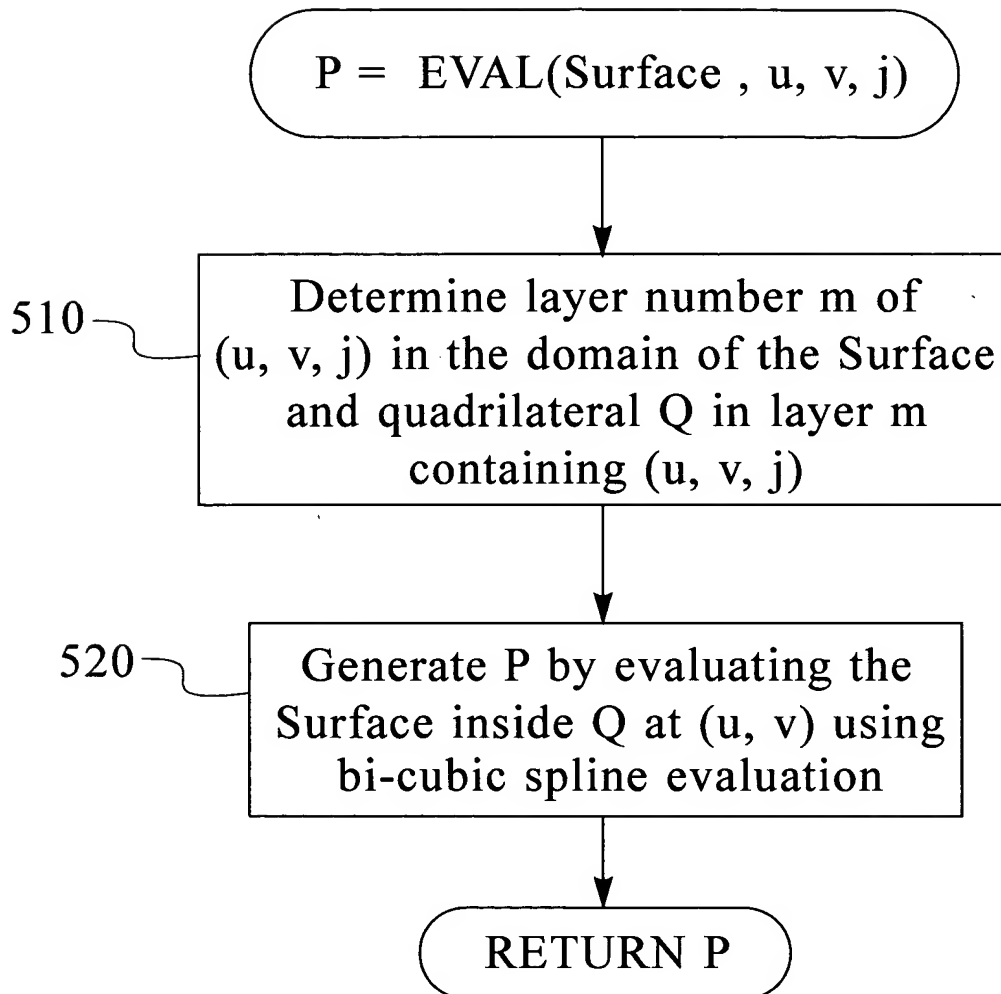 P = EVAL(Surface , u, v, j)
510
Determine layer number m of
(u, v, j) in the domain of the Surface
and quadrilateral Q in layer m
containing (u, v, j)
520
Generate P by evaluating the
Surface inside Q at (u, v) using
bi-cubic spline evaluation
RETURN P